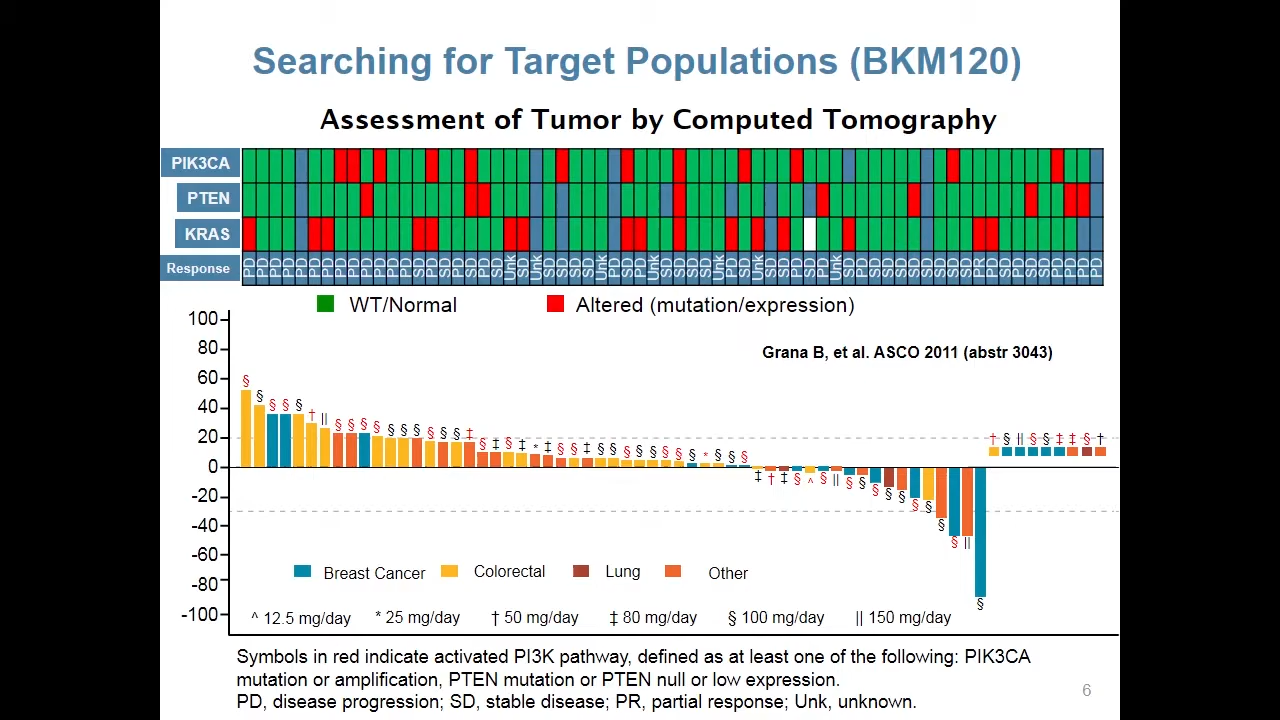 Searching for Target Populations (BKM120)
Assessment of Tumor by Computed Tomography
PIK3CA
PTEN
KRAS
Response
WT/Normal
Altered (mutation/expression)
Grana B, et al. ASCO 2011 (abstr 3043)
100
80
60
40
20
0
-20
-40
-60
-80
-100
Breast Cancer
Colorectal
Lung
Other
^ 12.5 mg/day
* 25 mg/day
† 50 mg/day
‡ 80 mg/day
§ 100 mg/day
|| 150 mg/day
Symbols in red indicate activated PI3K pathway, defined as at least one of the following: PIK3CA
mutation or amplification, PTEN mutation or PTEN null or low expression.
PD, disease progression; SD, stable disease; PR, partial response; Unk, unknown.
6